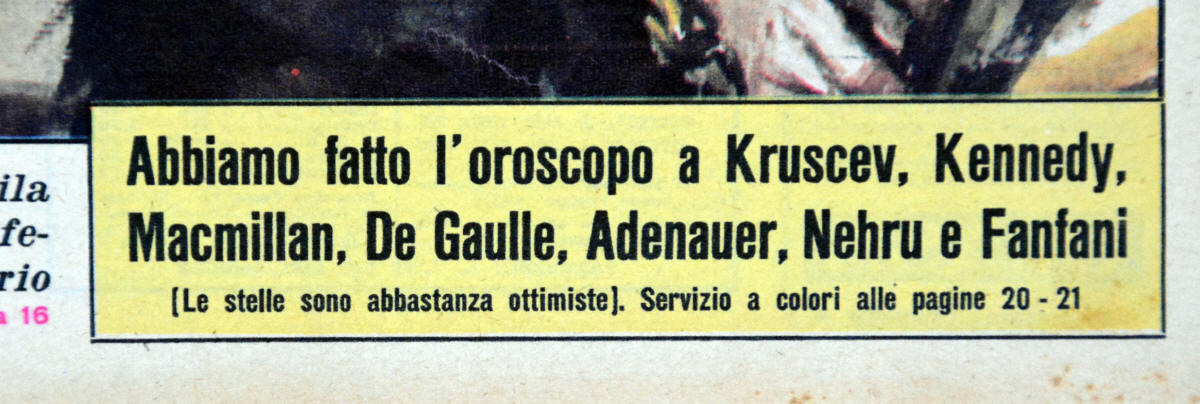 Abbiamo fatto l'oroscopo a Kruscev, Kennedy,
Macmillan, De Gaulle, Adenauer, Nehru e Fanfani
(Le stelle sono abbastanza ottimiste). Servizio a colori alle pagine 20 - 21
ila
fe-
rio
a 16